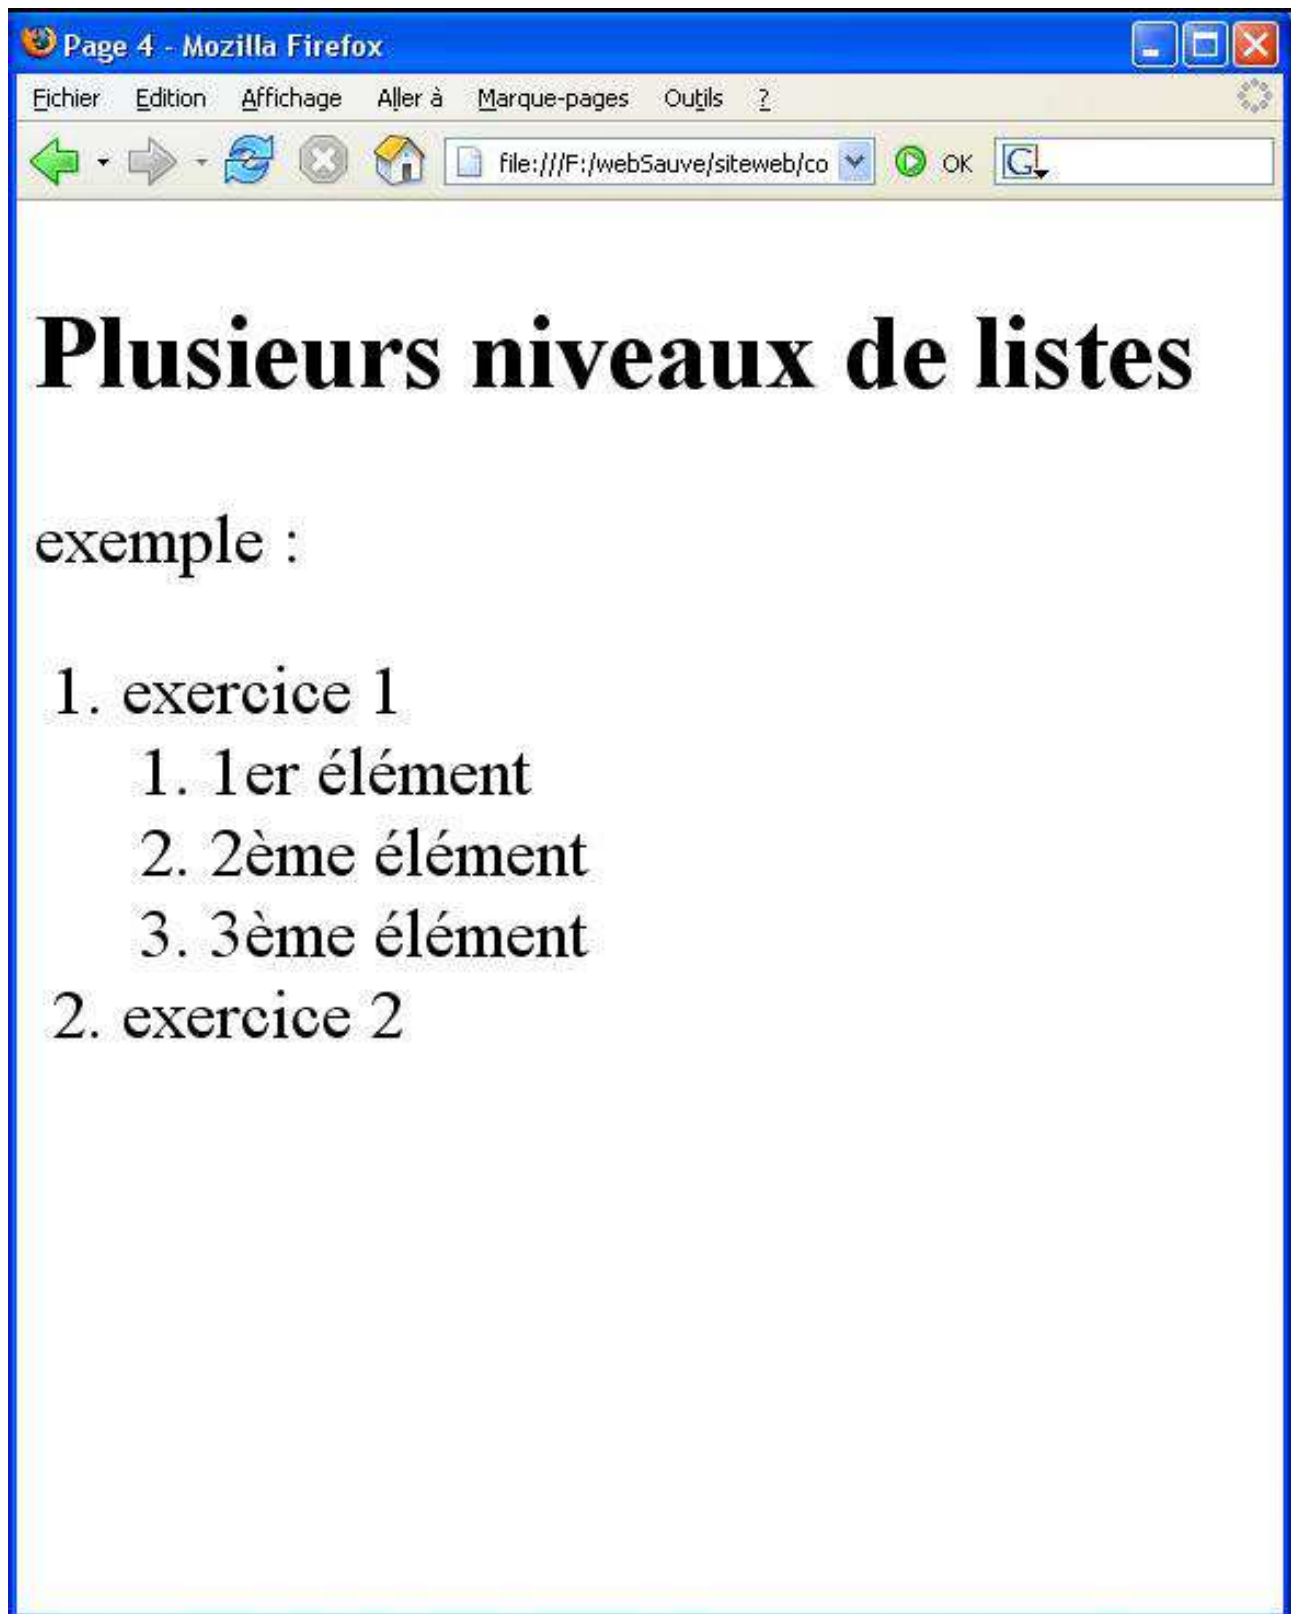 Page 4 - Mozilla Firefox
Fichier Edition Affichage Aller à Marque-pages Outils ?
file:///F:/webSauve/siteweb/co OK G
Plusieurs niveaux de listes
exemple :
1. exercice 1
1. 1er élément
2. 2ème élément
3. 3ème élément
2. exercice 2